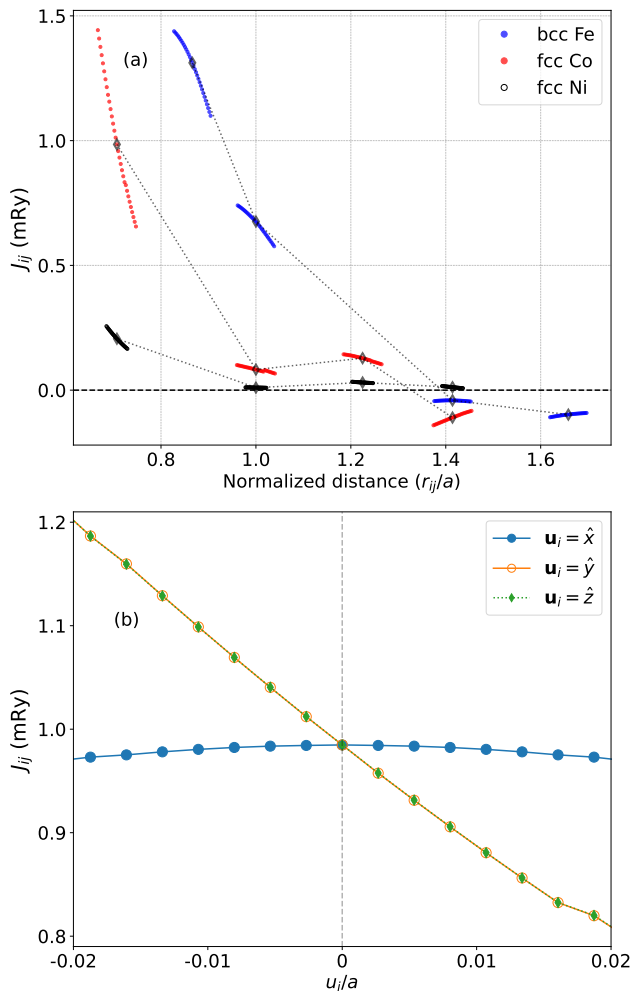 1.5
1.0
0.5
0.0
J_ij (mRy)
(a)
bcc Fe
fcc Co
fcc Ni
0.8 1.0 1.2 1.4 1.6
Normalized distance (r_ij/a)
1.2
1.1
1.0
0.9
0.8
J_ij (mRy)
(b)
u_i = x̂
u_i = ŷ
u_i = ẑ
-0.02 -0.01 0 0.01 0.02
u_i/a